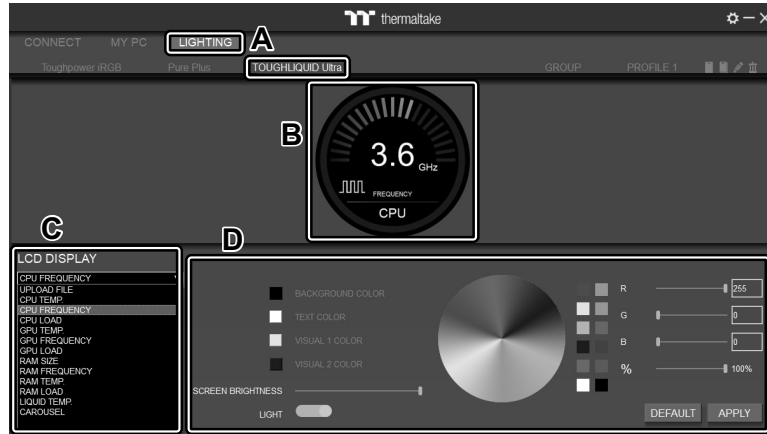 thermaltake
CONNECT MY PC LIGHTING A
Toughpower iRGB Pure Plus TOUGHLIQUID Ultra GROUP PROFILE 1
B
3.6 GHz
FREQUENCY
CPU
C
D
LCD DISPLAY
CPU FREQUENCY
UPLOAD FILE
CPU TEMP.
CPU FREQUENCY
CPU LOAD
GPU TEMP.
GPU FREQUENCY
GPU LOAD
RAM SIZE
RAM FREQUENCY
RAM TEMP.
RAM LOAD
LIQUID TEMP.
CAROUSEL
BACKGROUND COLOR
TEXT COLOR
VISUAL 1 COLOR
VISUAL 2 COLOR
SCREEN BRIGHTNESS
LIGHT
R 255
G 0
B 0
% 100%
DEFAULT APPLY